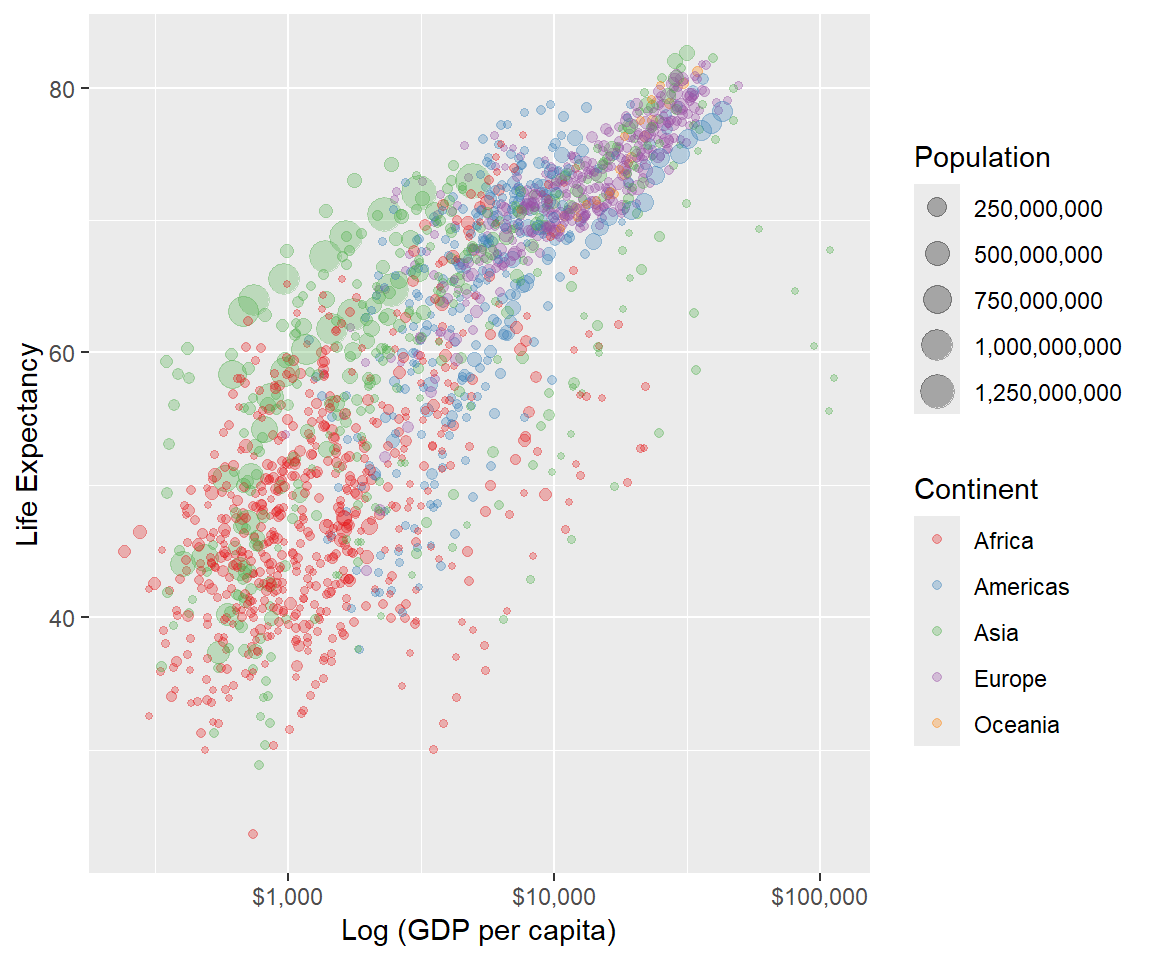 80
60
40
Life Expectancy
$1,000
$10,000
$100,000
Log (GDP per capita)
Population
250,000,000
500,000,000
750,000,000
1,000,000,000
1,250,000,000
Continent
Africa
Americas
Asia
Europe
Oceania